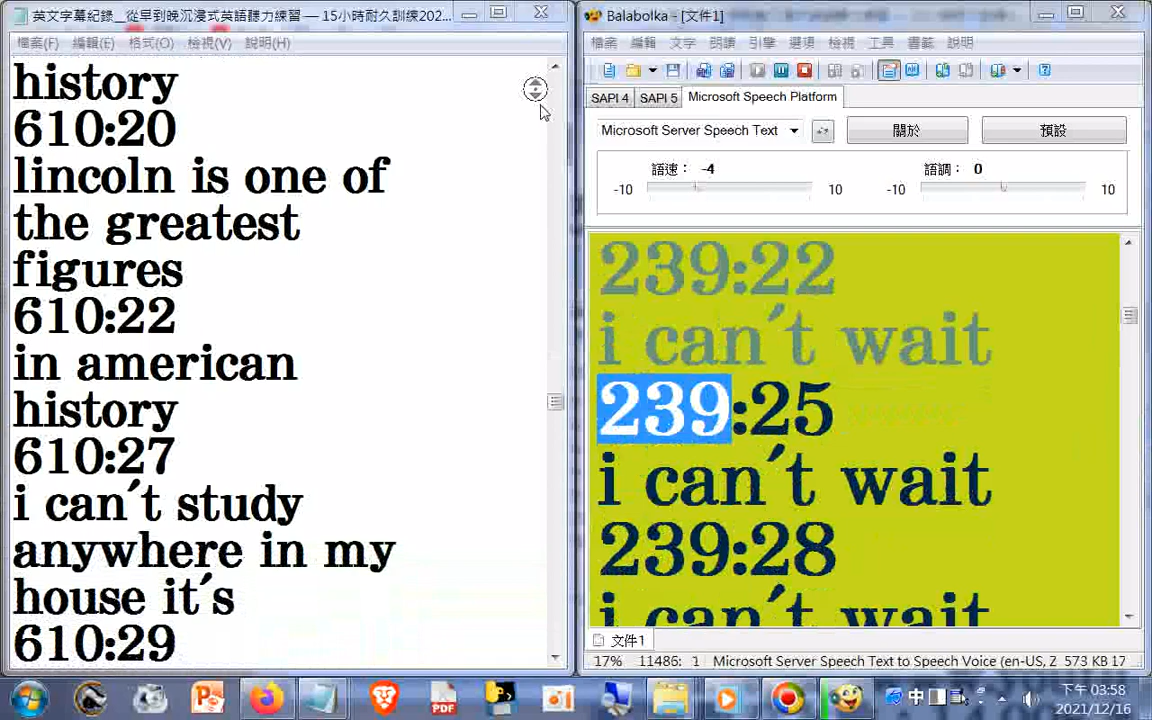 英文字幕紀錄__從早到晚沉浸式英語聽力練習 — 15小時耐久訓練202...
檔案(F) 編輯(E) 格式(O) 檢視(V) 說明(H)
history
610:20
lincoln is one of
the greatest
figures
610:22
in american
history
610:27
i can't study
anywhere in my
house it's
610:29
Balabolka - [文件1]
檔案 編輯 文字 朗讀 引擎 選項 檢視 工具 書籤 說明
SAPI 4 SAPI 5 Microsoft Speech Platform
Microsoft Server Speech Text 關於 預設
語速： -4 語調： 0
-10 10 -10 10
239:22
i can't wait
239:25
i can't wait
239:28
i can't wait
文件1
17% 11486: 1 Microsoft Server Speech Text to Speech Voice (en-US, Z 573 KB 17
PDF 中 下午 03:58
2021/12/16